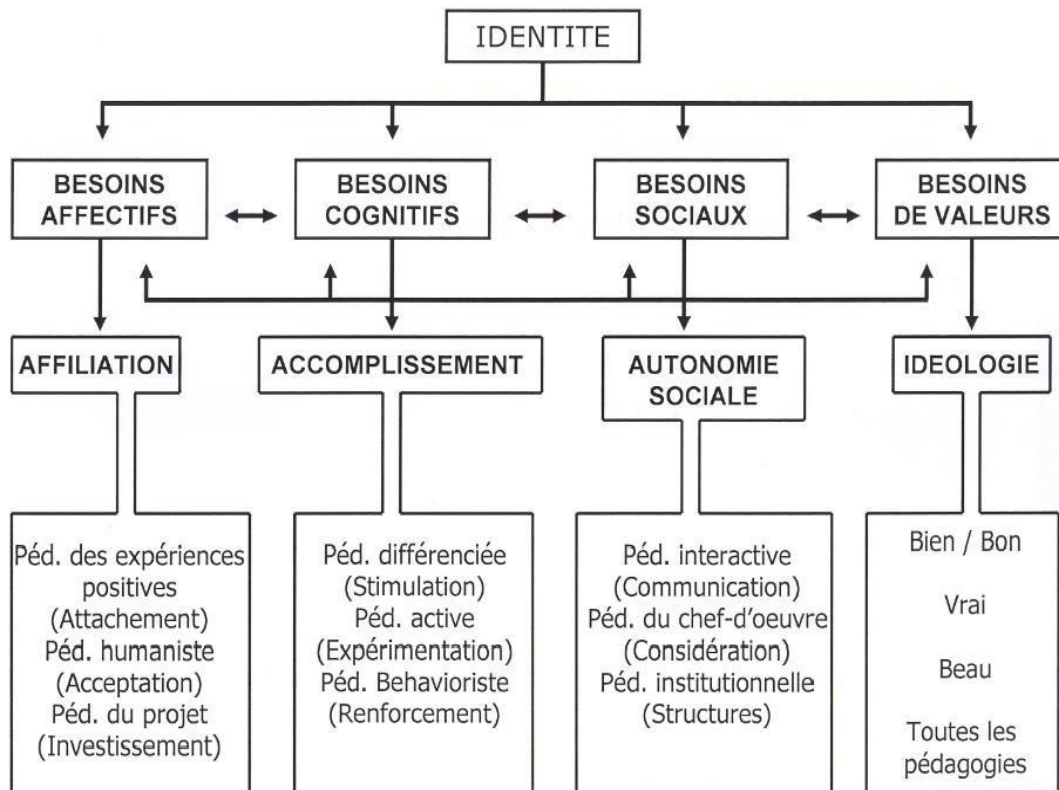 IDENTITE
BESOINS
AFFECTIFS
BESOINS
COGNITIFS
BESOINS
SOCIAUX
BESOINS
DE VALEURS
AFFILIATION
ACCOMPLISSEMENT
AUTONOMIE
SOCIALE
IDEOLOGIE
Péd. des expériences
positives
(Attachement)
Péd. humaniste
(Acceptation)
Péd. du projet
(Investissement)
Péd. différenciée
(Stimulation)
Péd. active
(Expérimentation)
Péd. Behavioriste
(Renforcement)
Péd. interactive
(Communication)
Péd. du chef-d'oeuvre
(Considération)
Péd. institutionnelle
(Structures)
Bien / Bon
Vrai
Beau
Toutes les
pédagogies